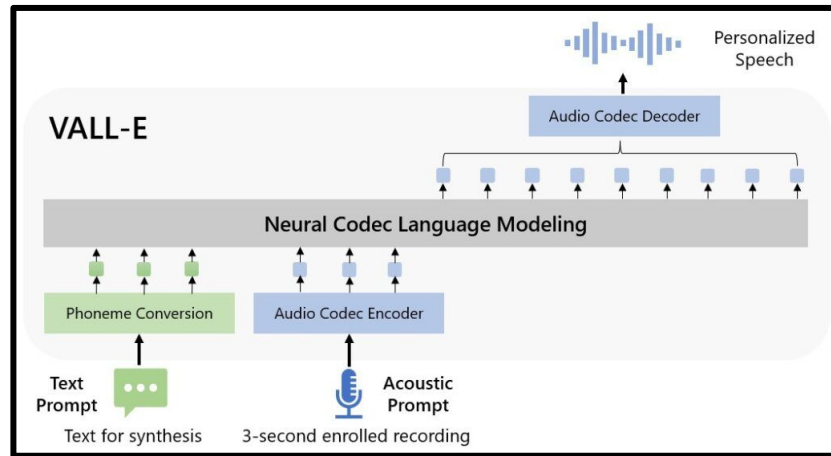 Personalized
Speech
Audio Codec Decoder
VALL-E
Neural Codec Language Modeling
Phoneme Conversion
Audio Codec Encoder
Text
Prompt
Acoustic
Prompt
Text for synthesis
3-second enrolled recording